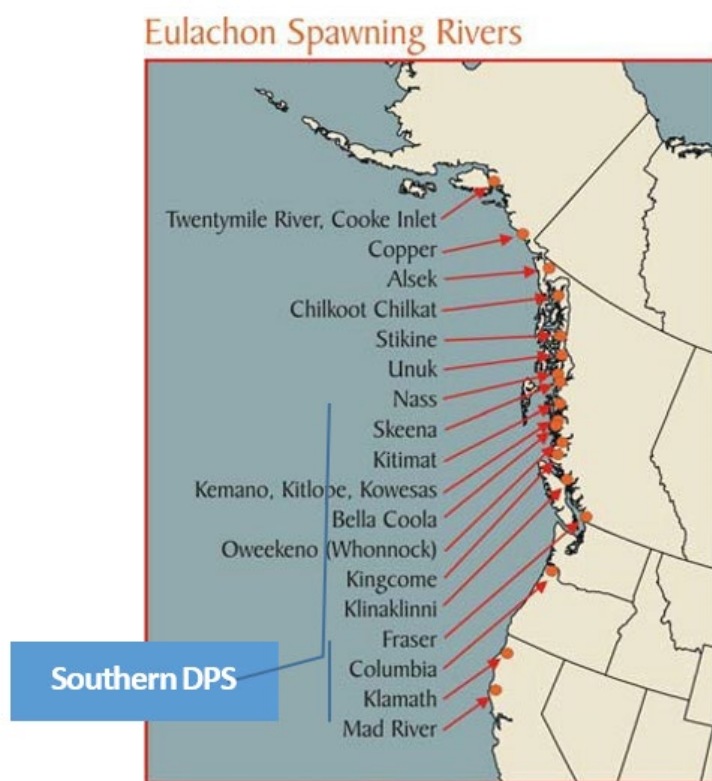 Eulachon Spawning Rivers
Twentymile River, Cooke Inlet
Copper
Alsek
Chilkoot Chilkat
Stikine
Unuk
Nass
Skeena
Kitimat
Kemano, Kitlope, Kowesas
Bella Coola
Oweekeno (Whonnock)
Kingcome
Klinaklinni
Fraser
Columbia
Klamath
Mad River
Southern DPS